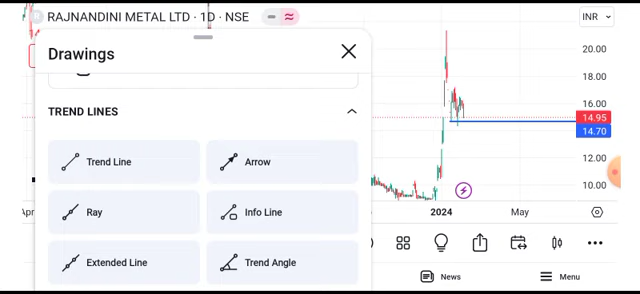 R RAJNANDINI METAL LTD · 1D · NSE
INR
Drawings
TREND LINES
Trend Line
Arrow
Ray
Info Line
Extended Line
Trend Angle
20.00
18.00
16.00
14.95
14.70
12.00
10.00
2024
May
News
Menu